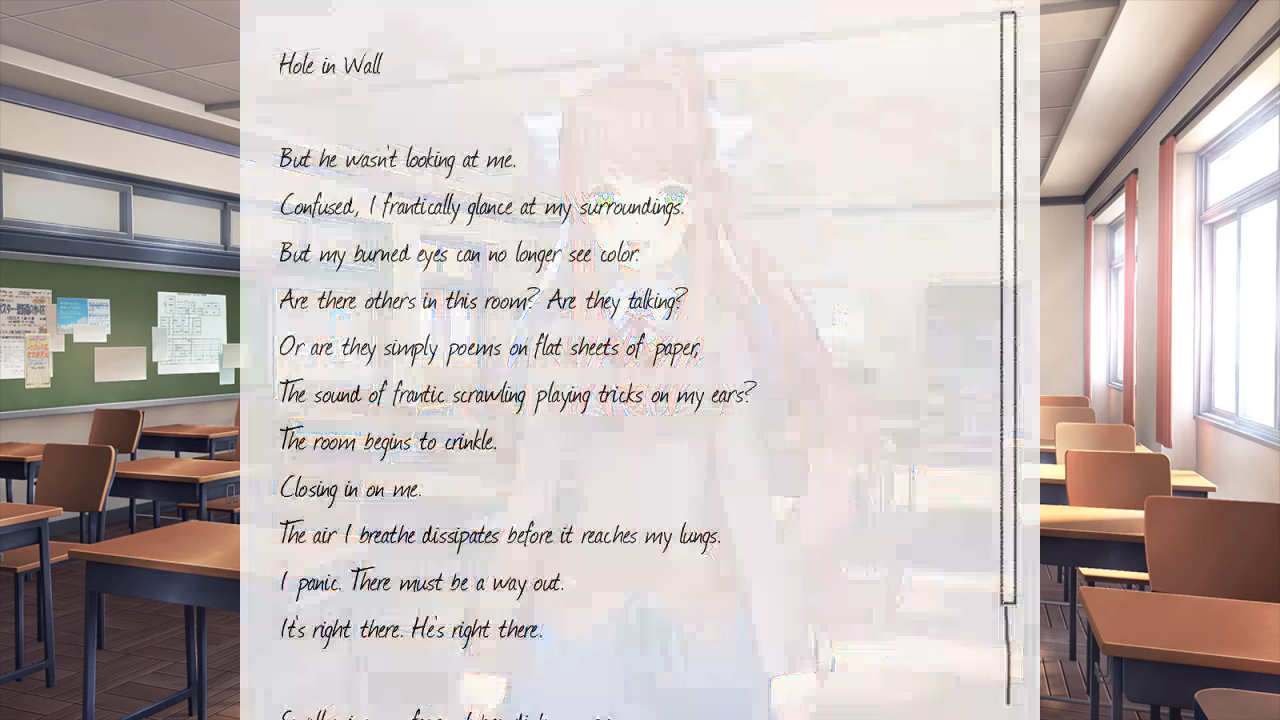 Hole in Wall
But he wasn't looking at me.
Confused, I frantically glance at my surroundings.
But my burned eyes can no longer see color.
Are there others in this room? Are they talking?
Or are they simply poems on flat sheets of paper,
The sound of frantic scrawling playing tricks on my ears?
The room begins to crinkle.
Closing in on me.
The air I breathe dissipates before it reaches my lungs.
I panic. There must be a way out.
It's right there. He's right there.